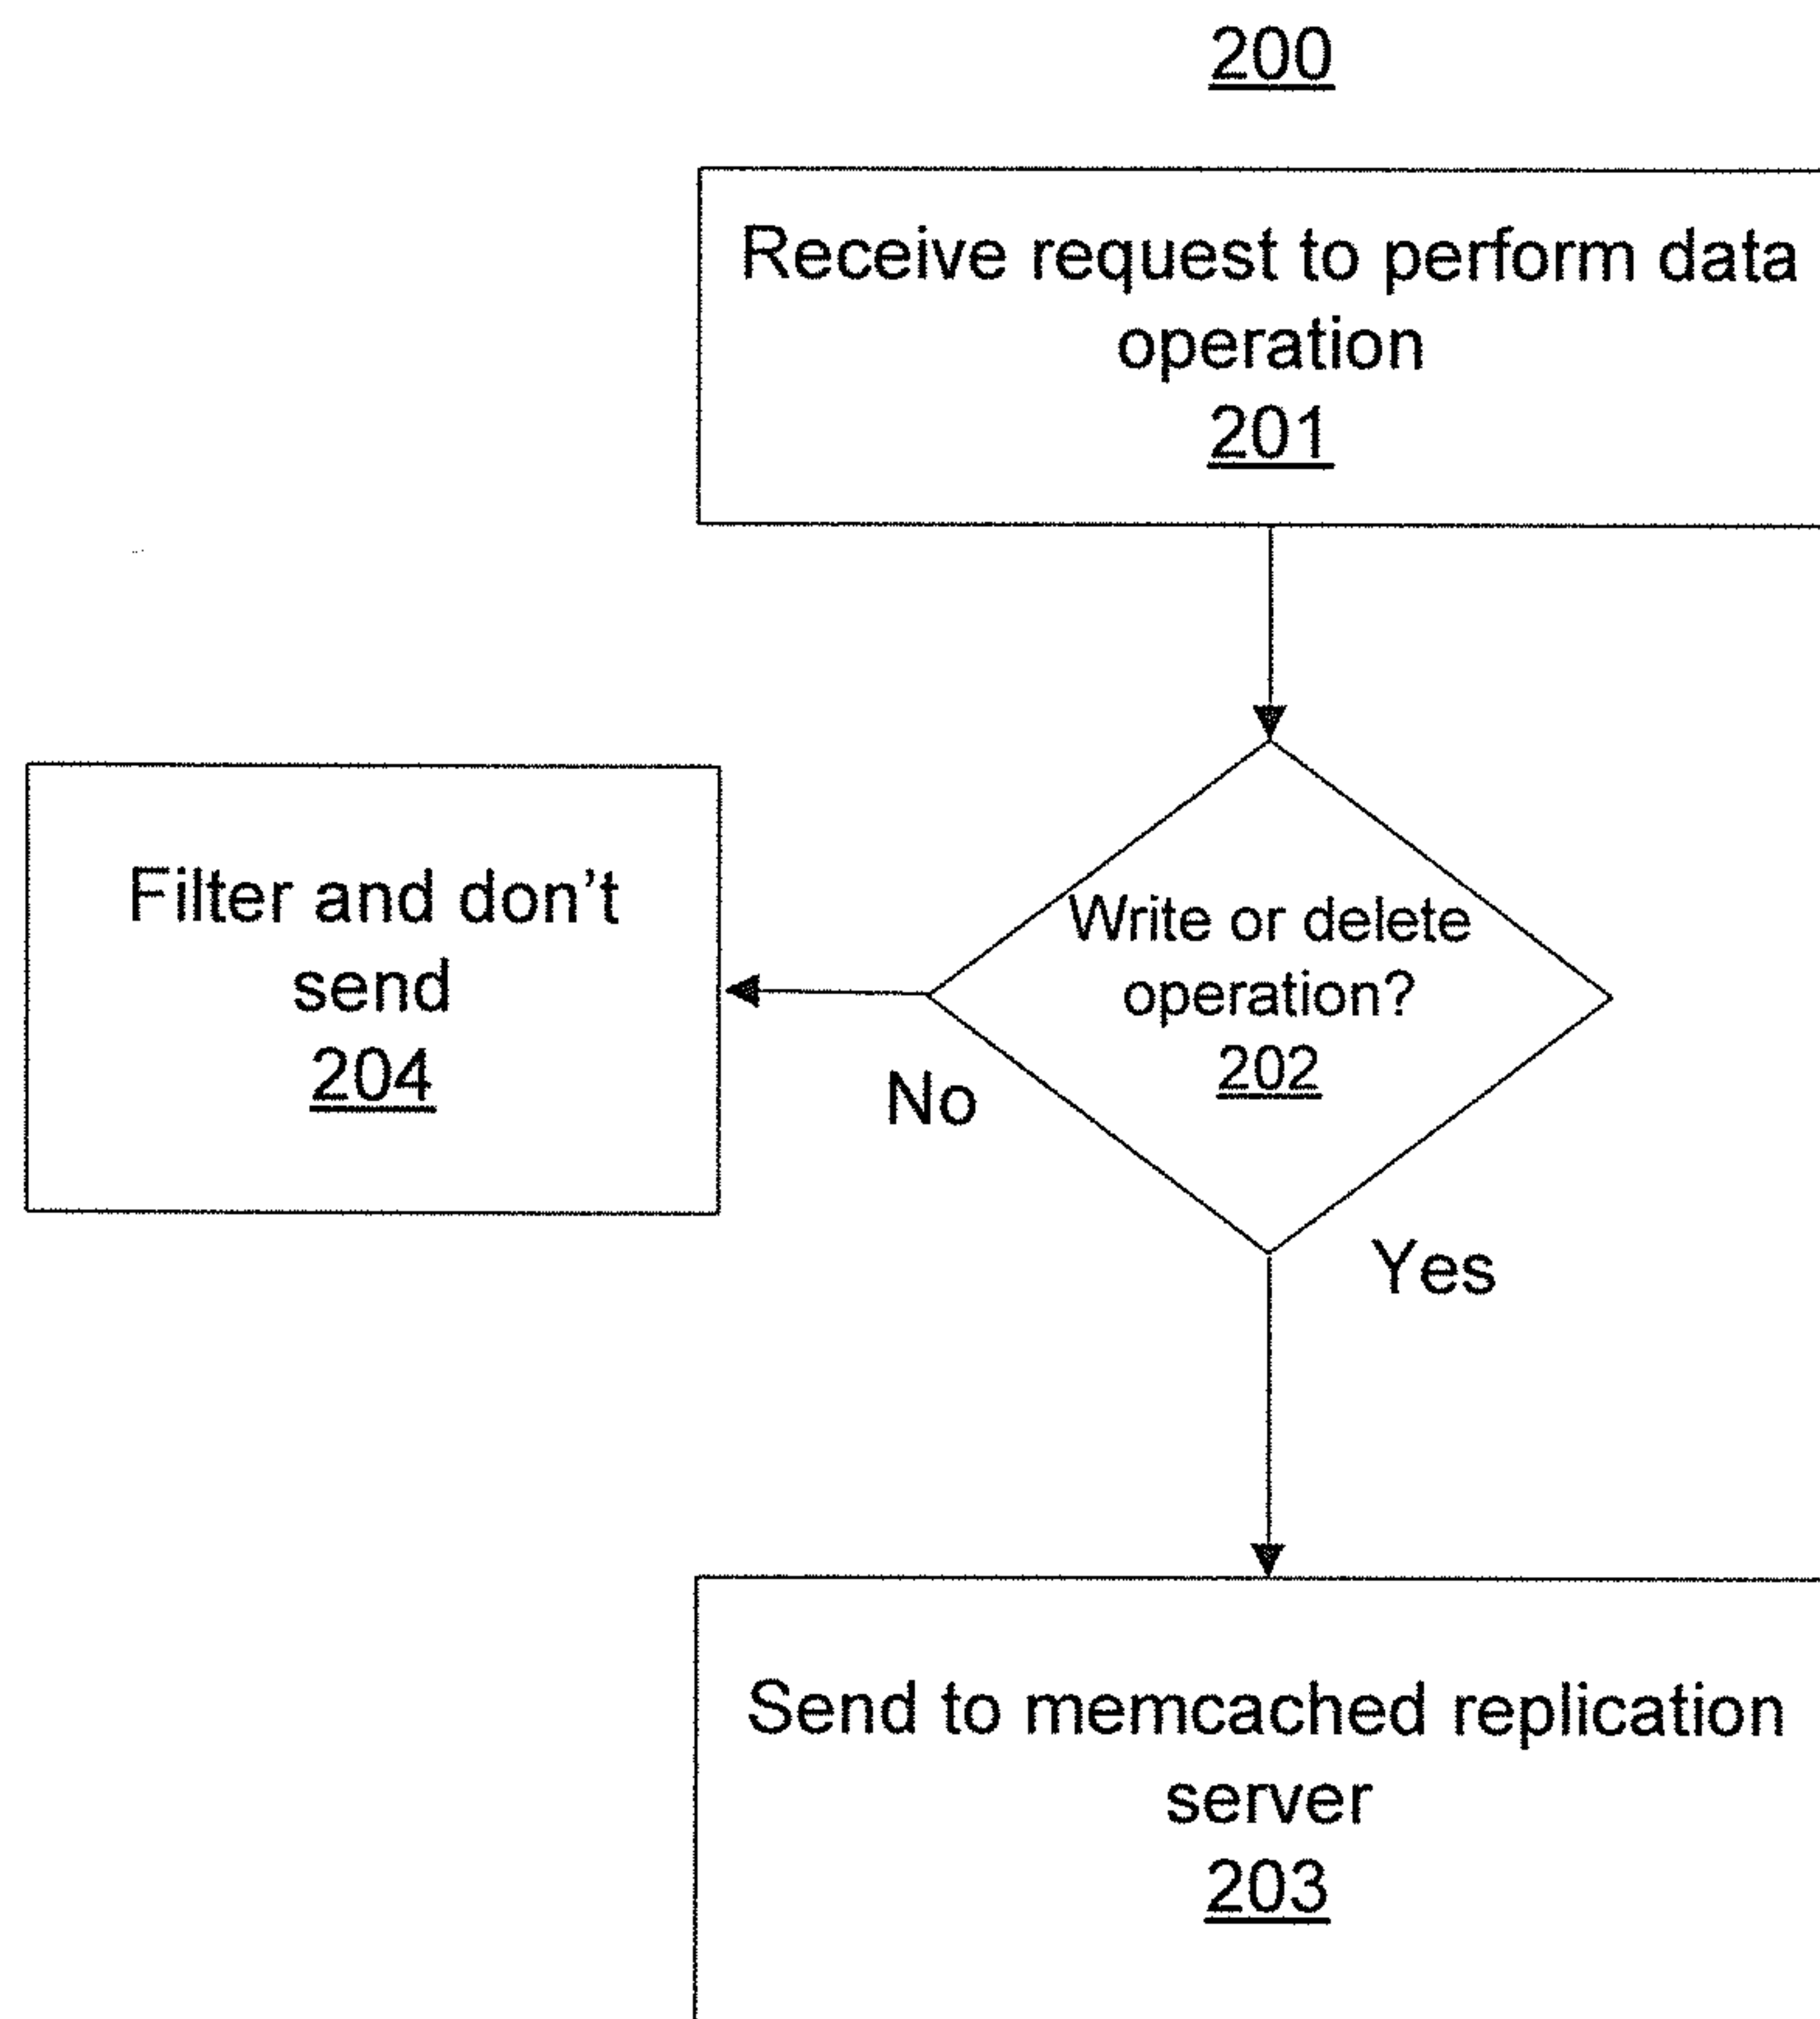 200
Receive request to perform data
operation
201
Write or delete
operation?
202
Filter and don't
send
204
No
Yes
Send to memcached replication
server
203